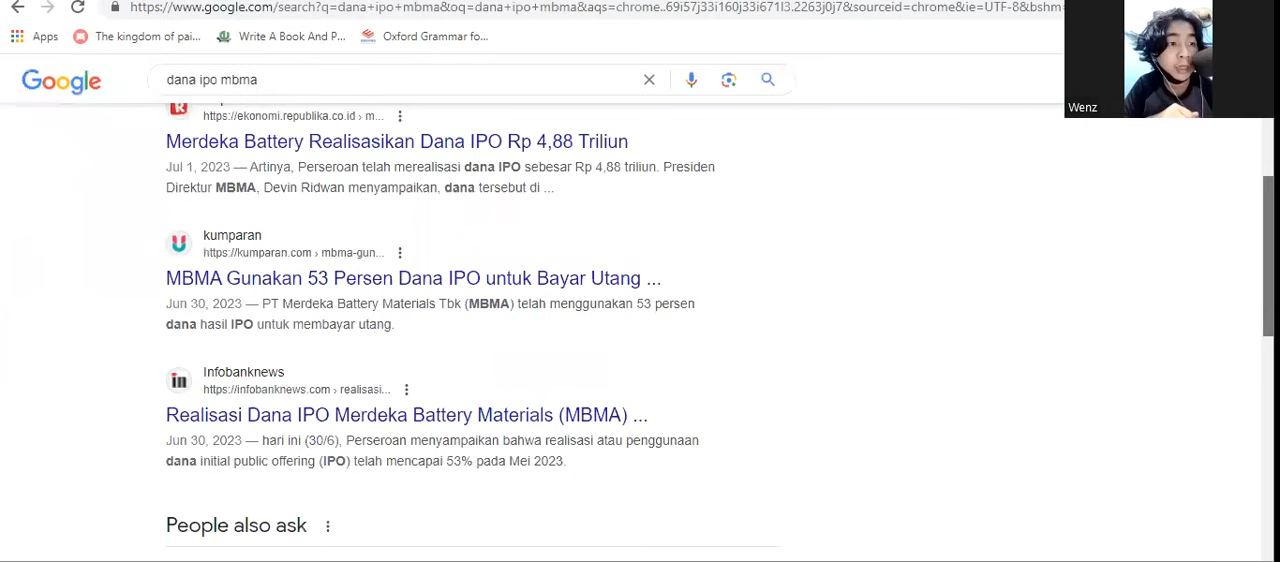 https://www.google.com/search?q=dana+ipo+mbma&oq=dana+ipo+mbma&aqs=chrome..69i57j33i160j33i671l3.2263j0j7&sourceid=chrome&ie=UTF-8&bshm=
Apps The kingdom of pai... Write A Book And P... Oxford Grammar fo...
Google dana ipo mbma
Wenz
https://ekonomi.republika.co.id › m...
Merdeka Battery Realisasikan Dana IPO Rp 4,88 Triliun
Jul 1, 2023 — Artinya, Perseroan telah merealisasi dana IPO sebesar Rp 4,88 triliun. Presiden
Direktur MBMA, Devin Ridwan menyampaikan, dana tersebut di ...
kumparan
https://kumparan.com › mbma-gun...
MBMA Gunakan 53 Persen Dana IPO untuk Bayar Utang ...
Jun 30, 2023 — PT Merdeka Battery Materials Tbk (MBMA) telah menggunakan 53 persen
dana hasil IPO untuk membayar utang.
Infobanknews
https://infobanknews.com › realisasi...
Realisasi Dana IPO Merdeka Battery Materials (MBMA) ...
Jun 30, 2023 — hari ini (30/6), Perseroan menyampaikan bahwa realisasi atau penggunaan
dana initial public offering (IPO) telah mencapai 53% pada Mei 2023.
People also ask